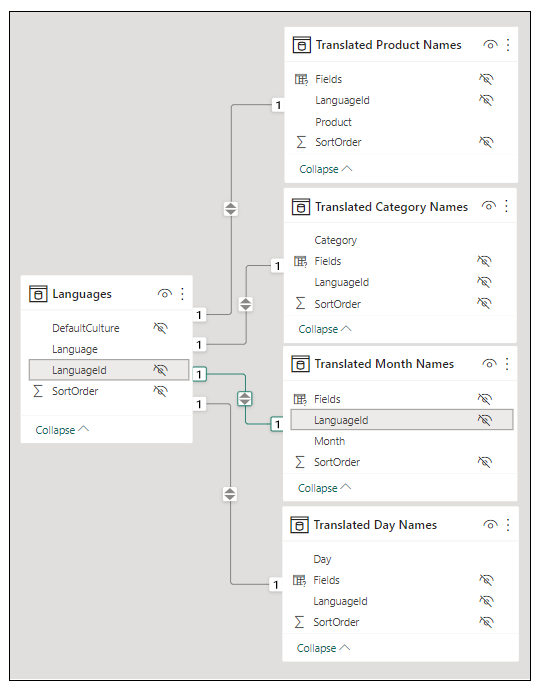 Languages
DefaultCulture
Language
LanguageId
SortOrder
Collapse
1
1
1
1
Translated Product Names
Fields
LanguageId
Product
SortOrder
Collapse
1
Translated Category Names
Category
Fields
LanguageId
SortOrder
Collapse
1
Translated Month Names
Fields
LanguageId
Month
SortOrder
Collapse
1
Translated Day Names
Day
Fields
LanguageId
SortOrder
Collapse
1